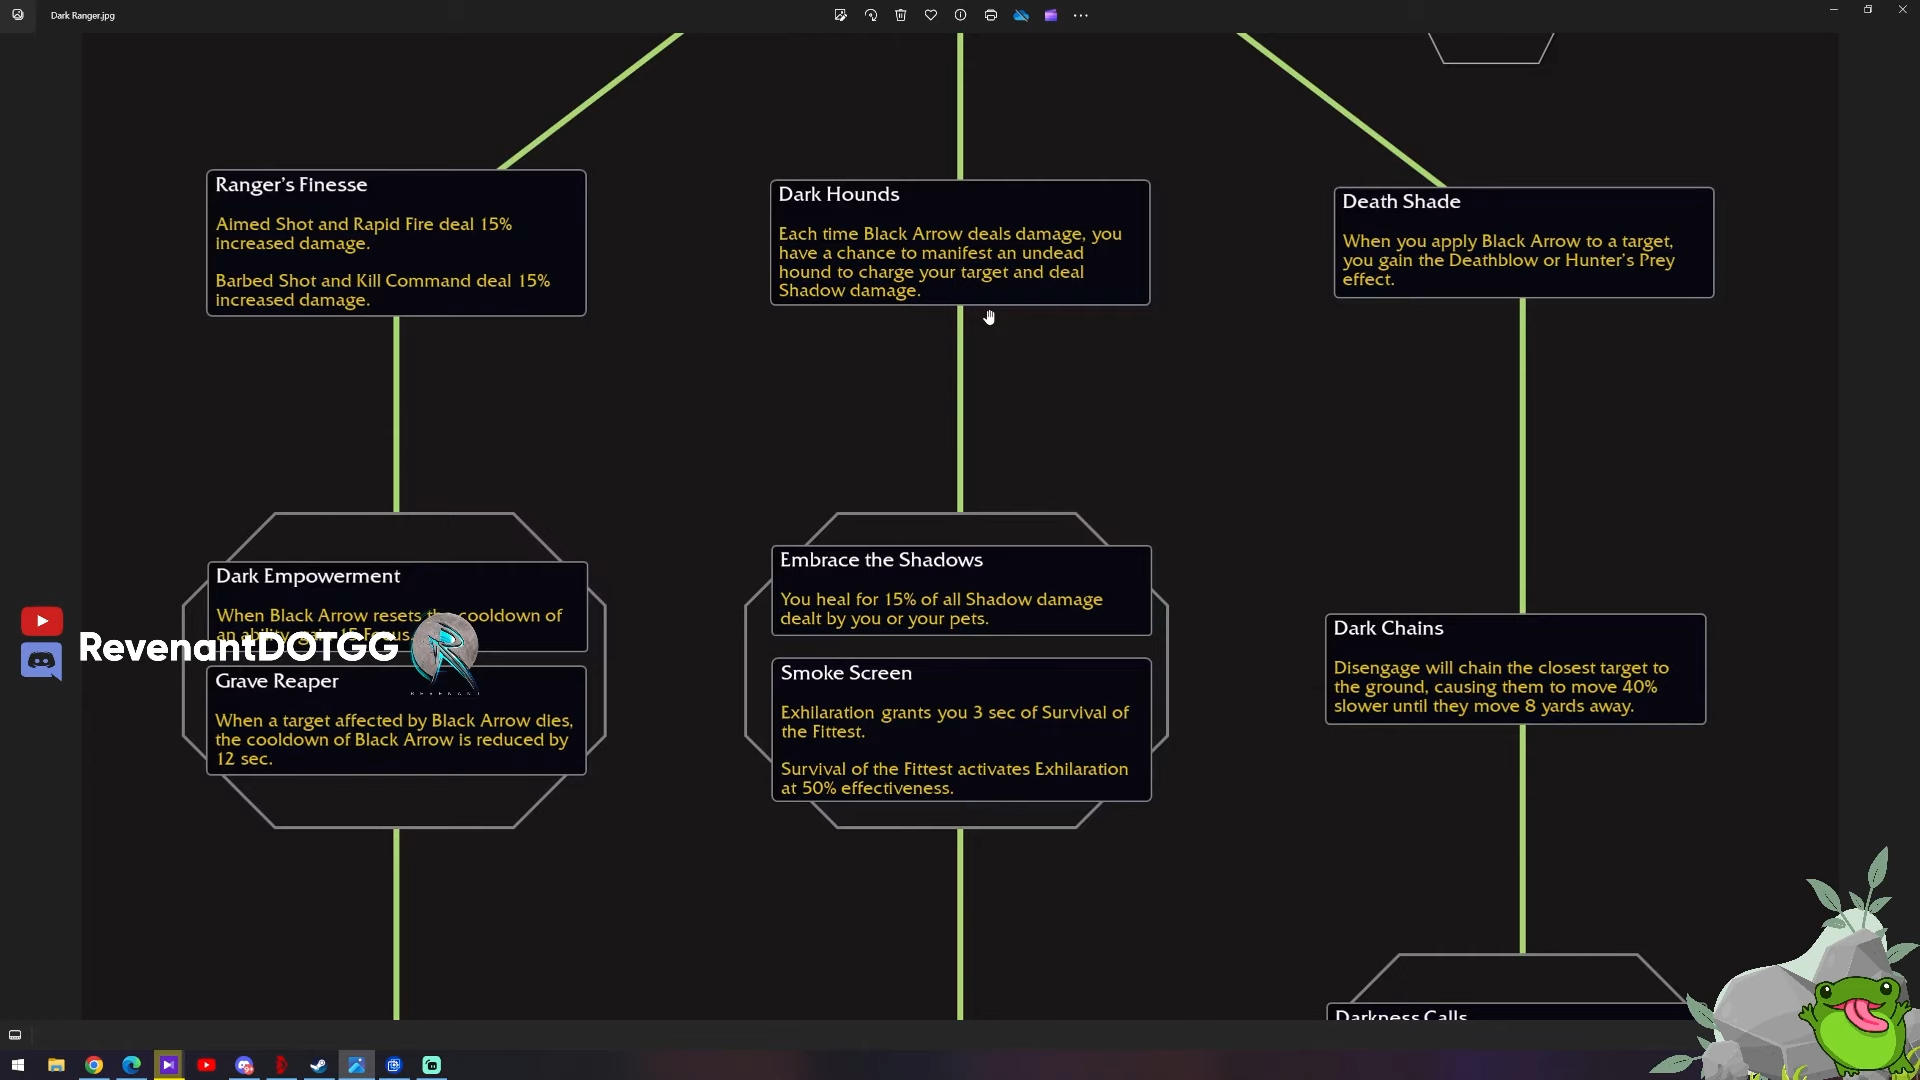 Dark Ranger.jpg
Ranger's Finesse
Aimed Shot and Rapid Fire deal 15%
increased damage.
Barbed Shot and Kill Command deal 15%
increased damage.
Dark Hounds
Each time Black Arrow deals damage, you
have a chance to manifest an undead
hound to charge your target and deal
Shadow damage.
Death Shade
When you apply Black Arrow to a target,
you gain the Deathblow or Hunter's Prey
effect.
Dark Empowerment
When Black Arrow resets the cooldown of
an ability, gain 15 Focus.
RevenantDOTGG
REVENANT
Grave Reaper
When a target affected by Black Arrow dies,
the cooldown of Black Arrow is reduced by
12 sec.
Embrace the Shadows
You heal for 15% of all Shadow damage
dealt by you or your pets.
Smoke Screen
Exhilaration grants you 3 sec of Survival of
the Fittest.
Survival of the Fittest activates Exhilaration
at 50% effectiveness.
Dark Chains
Disengage will chain the closest target to
the ground, causing them to move 40%
slower until they move 8 yards away.
Darkness Calls